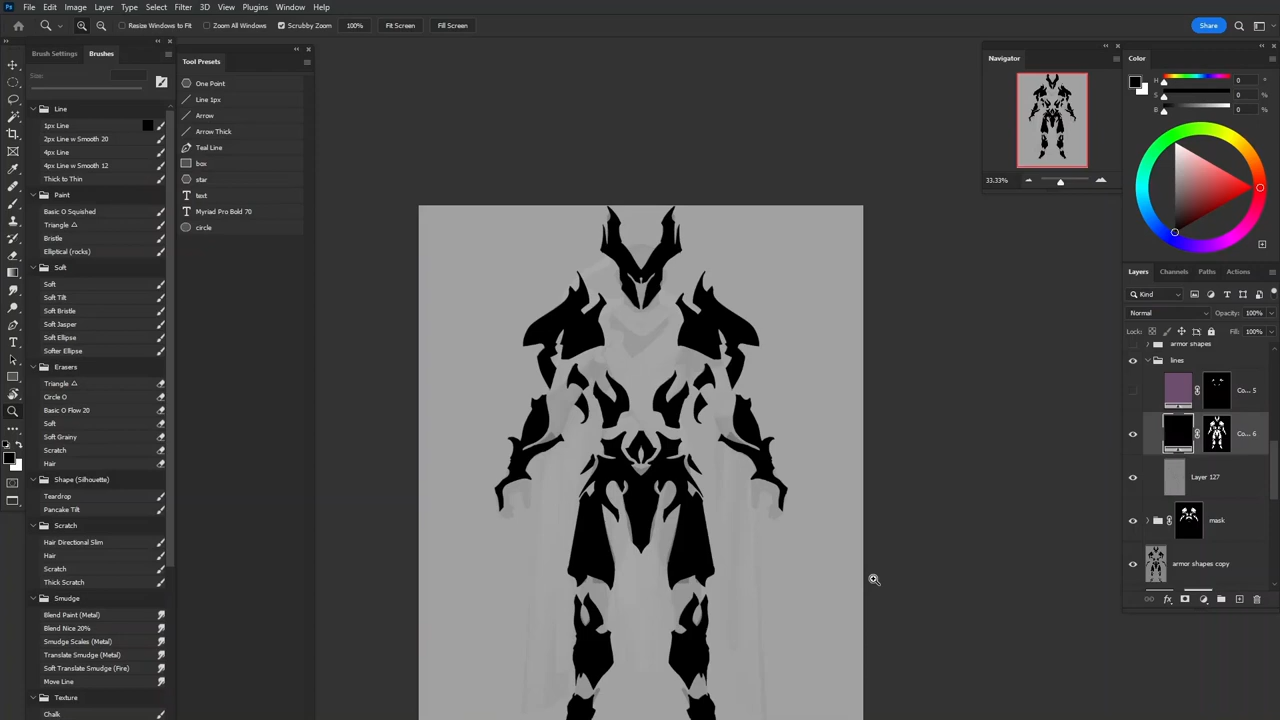 Ps File Edit Image Layer Type Select Filter 3D View Plugins Window Help
Resize Windows to Fit Zoom All Windows Scrubby Zoom 100% Fit Screen Fill Screen Share
Brush Settings Brushes
Size:
Line
1px Line
2px Line w Smooth 20
4px Line
4px Line w Smooth 12
Thick to Thin
Paint
Basic O Squished
Triangle △
Bristle
Elliptical (rocks)
Soft
Soft
Soft Tilt
Soft Bristle
Soft Jasper
Soft Ellipse
Softer Ellipse
Erasers
Triangle △
Circle O
Basic O Flow 20
Soft
Soft Grainy
Scratch
Hair
Shape (Silhouette)
Teardrop
Pancake Tilt
Scratch
Hair Directional Slim
Hair
Scratch
Thick Scratch
Smudge
Blend Paint (Metal)
Blend Nice 20%
Smudge Scales (Metal)
Translate Smudge (Metal)
Soft Translate Smudge (Fire)
Move Line
Texture
Chalk
Tool Presets
One Point
Line 1px
Arrow
Arrow Thick
Teal Line
box
star
text
Myriad Pro Bold 70
circle
Navigator
33.33%
Color
H 0 °
S 0 %
B 0 %
Layers Channels Paths Actions
Kind
Normal Opacity: 100%
Lock: Fill: 100%
armor shapes
lines
Co... 5
Co... 6
Layer 127
mask
armor shapes copy
fx